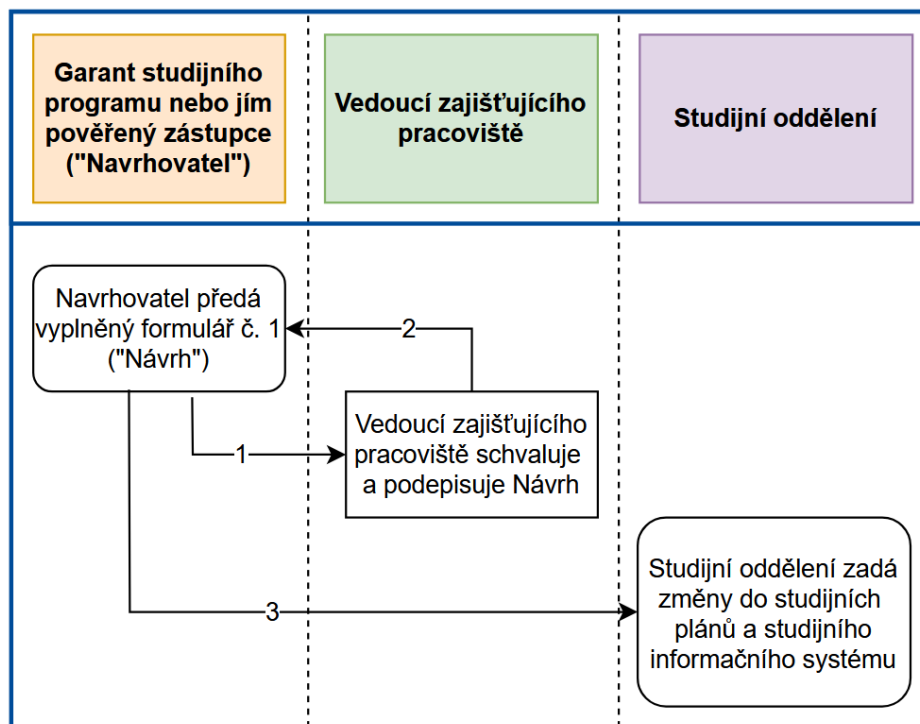 Garant studijního
programu nebo jím
pověřený zástupce
("Navrhovatel")
Vedoucí zajišťujícího
pracoviště
Studijní oddělení
Navrhovatel předá
vyplněný formulář č. 1
("Návrh")
2
1
Vedoucí zajišťujícího
pracoviště schvaluje
a podepisuje Návrh
3
Studijní oddělení zadá
změny do studijních
plánů a studijního
informačního systému